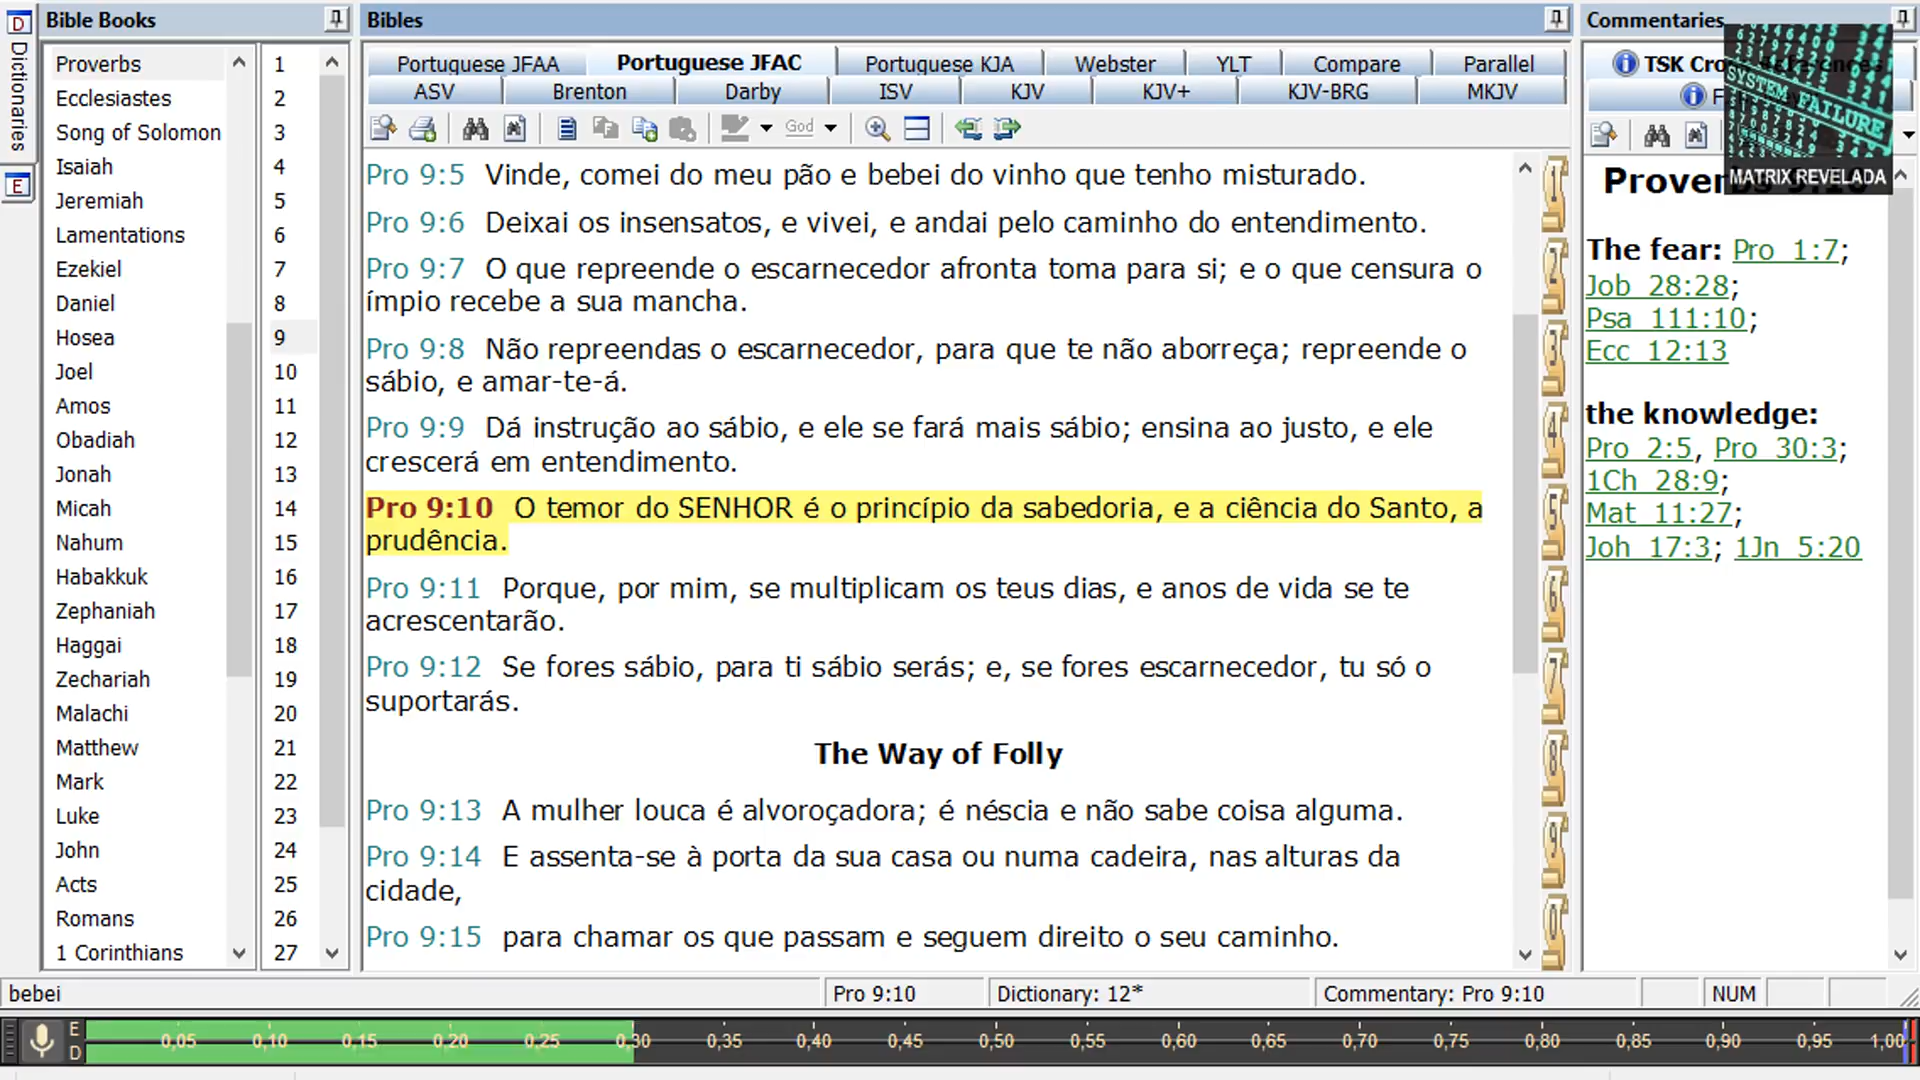 Dictionaries
Bible Books
Proverbs
Ecclesiastes
Song of Solomon
Isaiah
Jeremiah
Lamentations
Ezekiel
Daniel
Hosea
Joel
Amos
Obadiah
Jonah
Micah
Nahum
Habakkuk
Zephaniah
Haggai
Zechariah
Malachi
Matthew
Mark
Luke
John
Acts
Romans
1 Corinthians
1
2
3
4
5
6
7
8
9
10
11
12
13
14
15
16
17
18
19
20
21
22
23
24
25
26
27
Bibles
Portuguese JFAA Portuguese JFAC Portuguese KJA Webster YLT Compare Parallel
ASV Brenton Darby ISV KJV KJV+ KJV-BRG MKJV
God
Pro 9:5 Vinde, comei do meu pão e bebei do vinho que tenho misturado.
Pro 9:6 Deixai os insensatos, e vivei, e andai pelo caminho do entendimento.
Pro 9:7 O que repreende o escarnecedor afronta toma para si; e o que censura o
ímpio recebe a sua mancha.
Pro 9:8 Não repreendas o escarnecedor, para que te não aborreça; repreende o
sábio, e amar-te-á.
Pro 9:9 Dá instrução ao sábio, e ele se fará mais sábio; ensina ao justo, e ele
crescerá em entendimento.
Pro 9:10 O temor do SENHOR é o princípio da sabedoria, e a ciência do Santo, a
prudência.
Pro 9:11 Porque, por mim, se multiplicam os teus dias, e anos de vida se te
acrescentarão.
Pro 9:12 Se fores sábio, para ti sábio serás; e, se fores escarnecedor, tu só o
suportarás.
The Way of Folly
Pro 9:13 A mulher louca é alvoroçadora; é néscia e não sabe coisa alguma.
Pro 9:14 E assenta-se à porta da sua casa ou numa cadeira, nas alturas da
cidade,
Pro 9:15 para chamar os que passam e seguem direito o seu caminho.
1
2
3
4
5
6
7
8
9
0
Commentaries
TSK
SYSTEM FAILURE
MATRIX REVELADA
The fear: Pro 1:7;
Job 28:28;
Psa 111:10;
Ecc 12:13
the knowledge:
Pro 2:5, Pro 30:3;
1Ch 28:9;
Mat 11:27;
Joh 17:3; 1Jn 5:20
bebei Pro 9:10 Dictionary: 12* Commentary: Pro 9:10 NUM
E
D
0,05 0,10 0,15 0,20 0,25 0,30 0,35 0,40 0,45 0,50 0,55 0,60 0,65 0,70 0,75 0,80 0,85 0,90 0,95 1,00